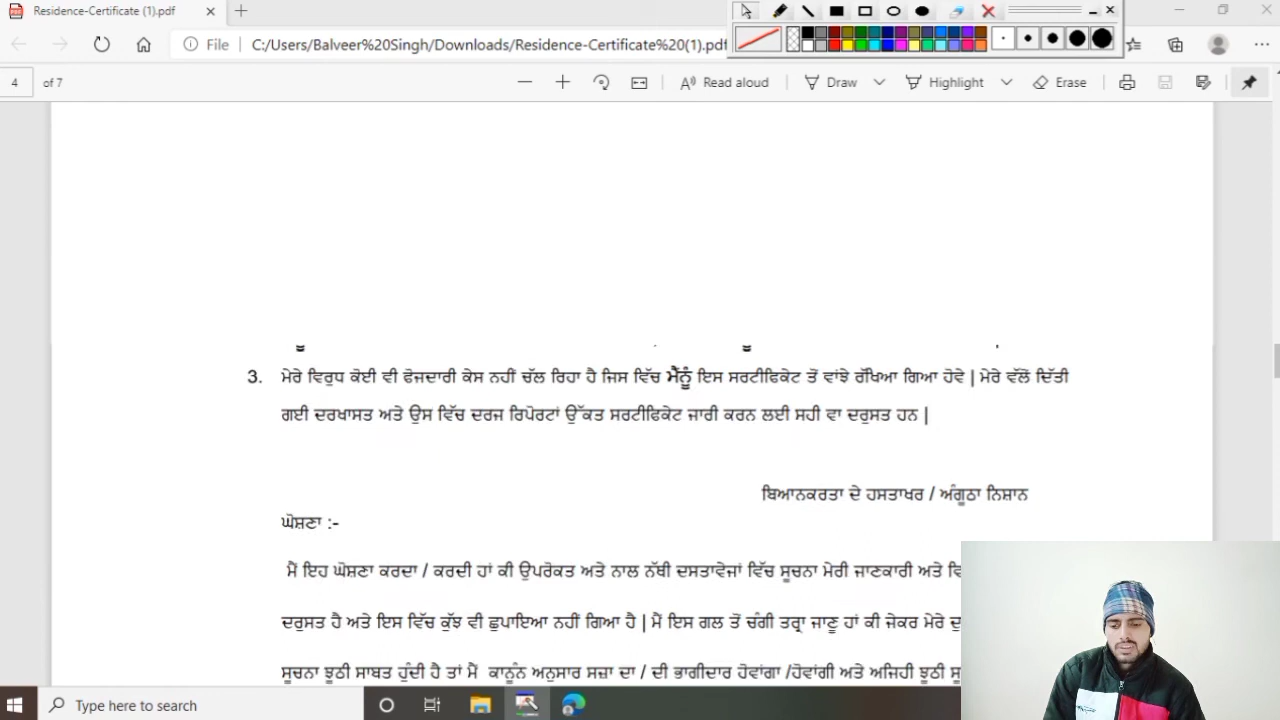 Residence-Certificate (1).pdf
File C:/Users/Balveer%20Singh/Downloads/Residence-Certificate%20(1).pdf
4 of 7 Read aloud Draw Highlight Erase
3. ਮੇਰੇ ਵਿਰੁਧ ਕੋਈ ਵੀ ਫੋਜਦਾਰੀ ਕੇਸ ਨਹੀਂ ਚੱਲ ਰਿਹਾ ਹੈ ਜਿਸ ਵਿੱਚ ਮੈਂਨੂੰ ਇਸ ਸਰਟੀਫਿਕੇਟ ਤੋਂ ਵਾਂਝੇ ਰੱਖਿਆ ਗਿਆ ਹੋਵੇ | ਮੇਰੇ ਵੱਲੋਂ ਦਿੱਤੀ
ਗਈ ਦਰਖਾਸਤ ਅਤੇ ਉਸ ਵਿੱਚ ਦਰਜ ਰਿਪੋਰਟਾਂ ਉੱਕਤ ਸਰਟੀਫਿਕੇਟ ਜਾਰੀ ਕਰਨ ਲਈ ਸਹੀ ਵਾ ਦਰੁਸਤ ਹਨ |
ਬਿਆਨਕਰਤਾ ਦੇ ਹਸਤਾਖਰ / ਅੰਗੂਠਾ ਨਿਸ਼ਾਨ
ਘੋਸ਼ਣਾ :-
ਮੈਂ ਇਹ ਘੋਸ਼ਣਾ ਕਰਦਾ / ਕਰਦੀ ਹਾਂ ਕੀ ਉਪਰੋਕਤ ਅਤੇ ਨਾਲ ਨੱਥੀ ਦਸਤਾਵੇਜਾਂ ਵਿੱਚ ਸੂਚਨਾ ਮੇਰੀ ਜਾਣਕਾਰੀ ਅਤੇ
ਦਰੁਸਤ ਹੈ ਅਤੇ ਇਸ ਵਿੱਚ ਕੁੱਝ ਵੀ ਛੁਪਾਇਆ ਨਹੀਂ ਗਿਆ ਹੈ | ਮੈਂ ਇਸ ਗਲ ਤੋਂ ਚੰਗੀ ਤਰ੍ਹਾ ਜਾਣੂ ਹਾਂ ਕੀ ਜੇਕਰ ਮੇਰੇ
ਸੂਚਨਾ ਝੂਠੀ ਸਾਬਤ ਹੁੰਦੀ ਹੈ ਤਾਂ ਮੈਂ ਕਾਨੂੰਨ ਅਨੁਸਾਰ ਸਜ਼ਾ ਦਾ / ਦੀ ਭਾਗੀਦਾਰ ਹੋਵਾਂਗਾ /ਹੋਵਾਂਗੀ ਅਤੇ ਅਜਿਹੀ ਝੂਠੀ
Type here to search